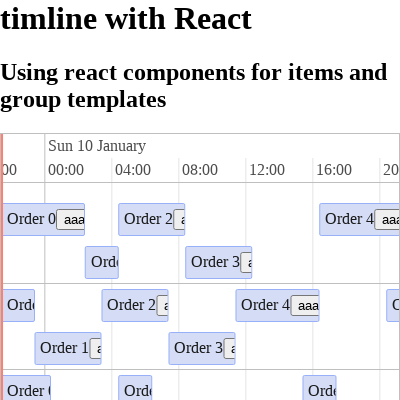 timline with React
Using react components for items and
group templates
Sun 10 January
00 00:00 04:00 08:00 12:00 16:00 20
Order 0 aaa Order 2 a Order 4 aaa
Orde Order 3 a
Orde Order 2 a Order 4 aaa O
Order 1 a Order 3 a
Order 0 Orde Orde